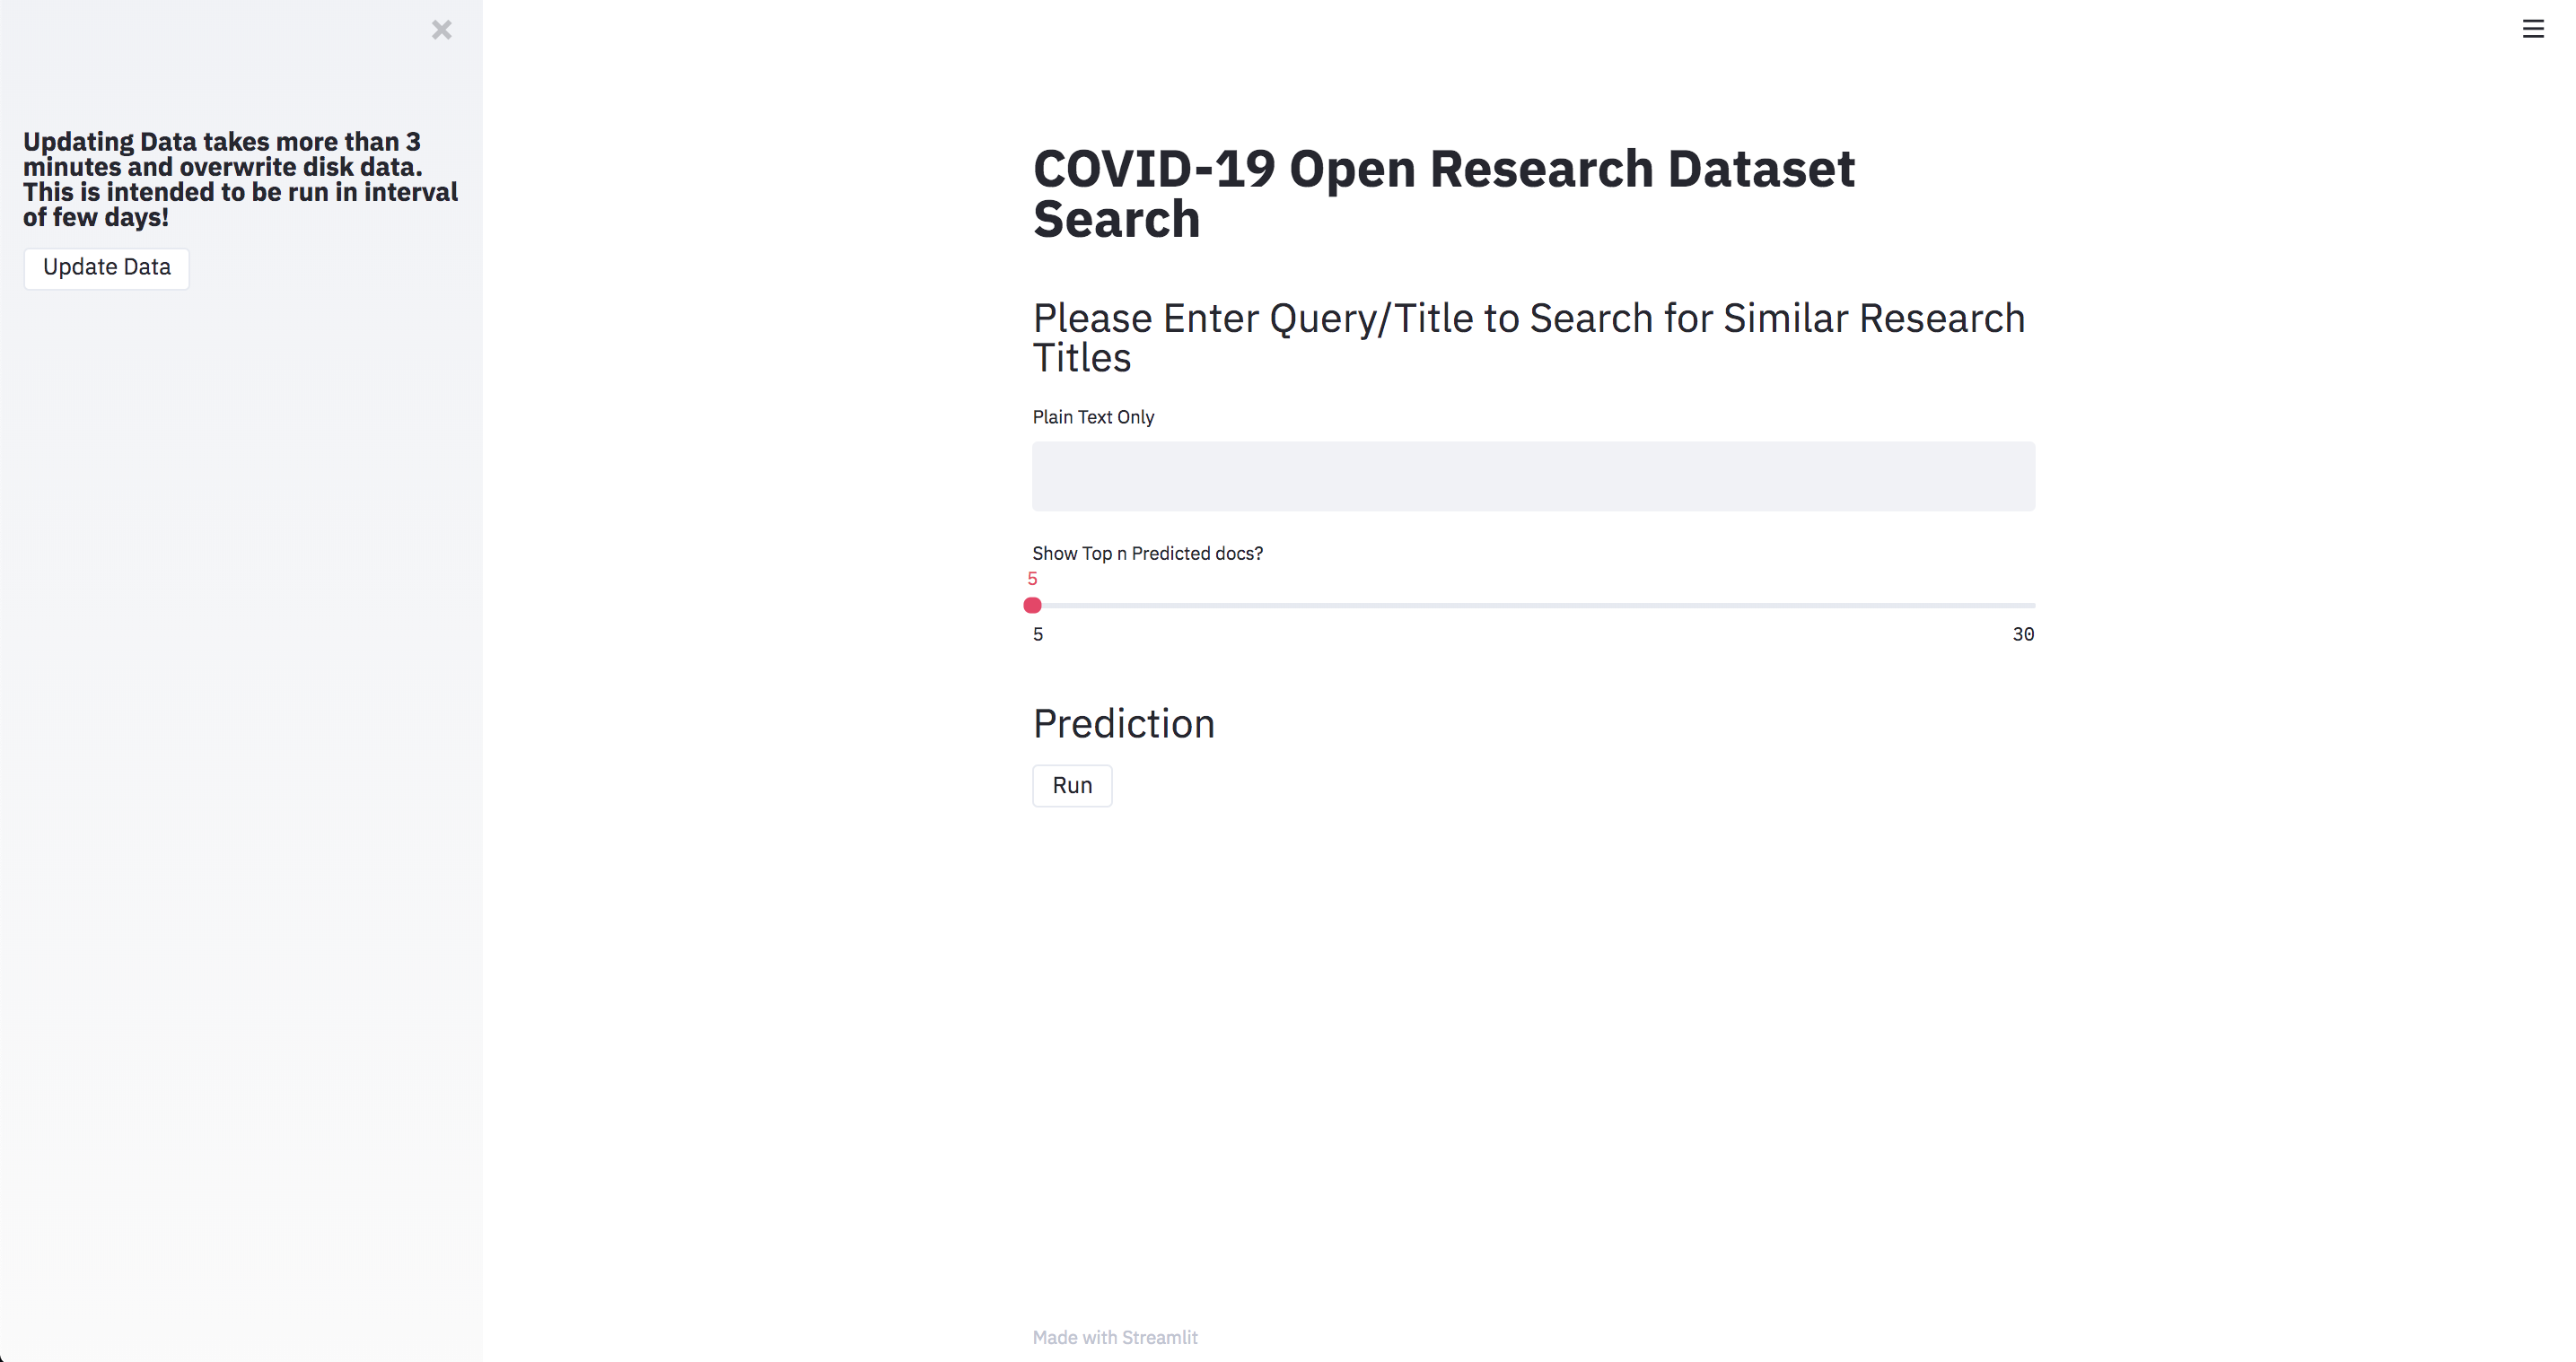 Updating Data takes more than 3
minutes and overwrite disk data.
This is intended to be run in interval
of few days!
Update Data
COVID-19 Open Research Dataset
Search
Please Enter Query/Title to Search for Similar Research
Titles
Plain Text Only
Show Top n Predicted docs?
5
5 30
Prediction
Run
Made with Streamlit